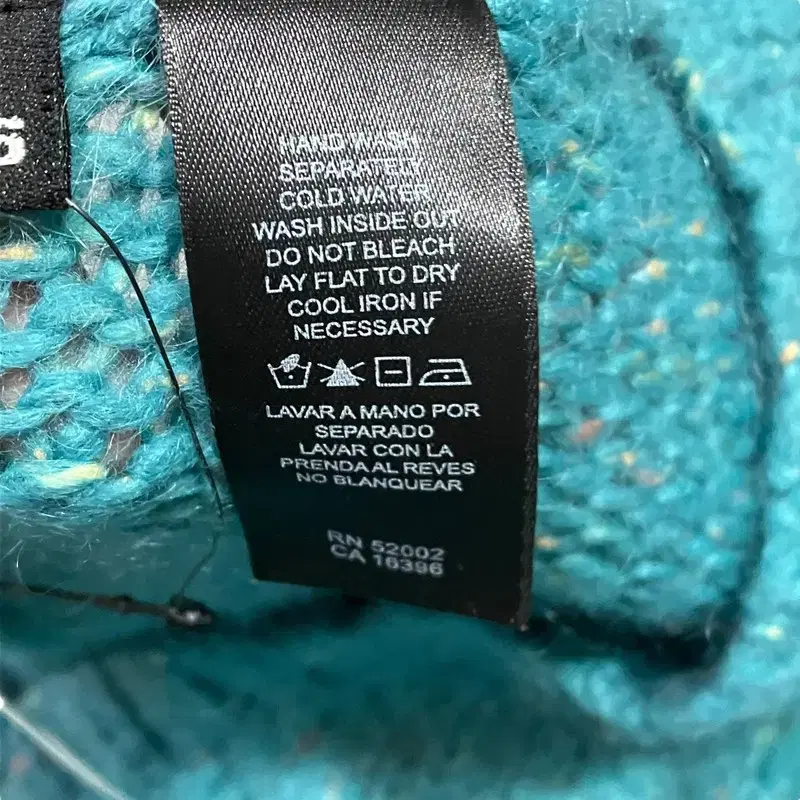 HAND WASH
SEPARATELY
COLD WATER
WASH INSIDE OUT
DO NOT BLEACH
LAY FLAT TO DRY
COOL IRON IF
NECESSARY
LAVAR A MANO POR
SEPARADO
LAVAR CON LA
PRENDA AL REVES
NO BLANQUEAR
RN 52002
CA 16396